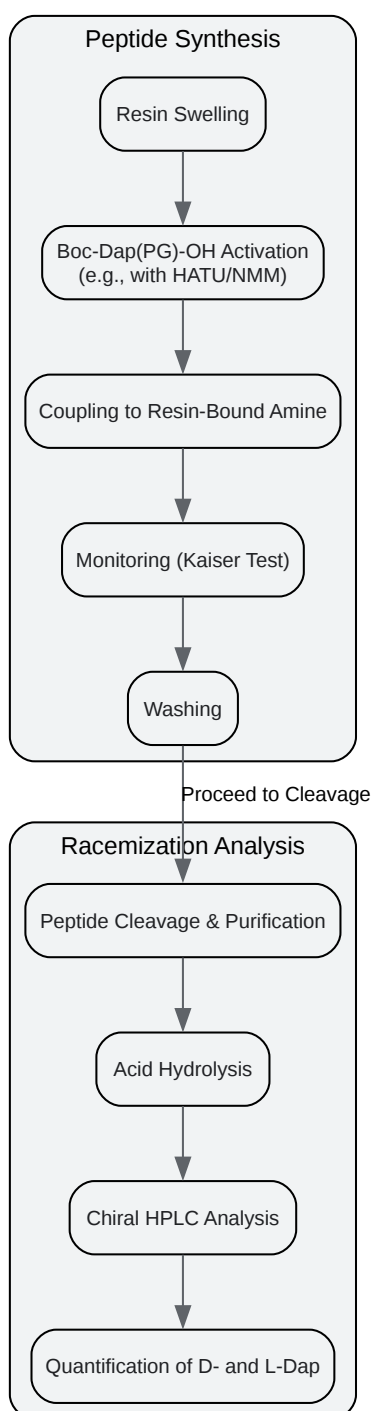 Peptide Synthesis
Resin Swelling
Boc-Dap(PG)-OH Activation
(e.g., with HATU/NMM)
Coupling to Resin-Bound Amine
Monitoring (Kaiser Test)
Washing
Proceed to Cleavage
Racemization Analysis
Peptide Cleavage & Purification
Acid Hydrolysis
Chiral HPLC Analysis
Quantification of D- and L-Dap